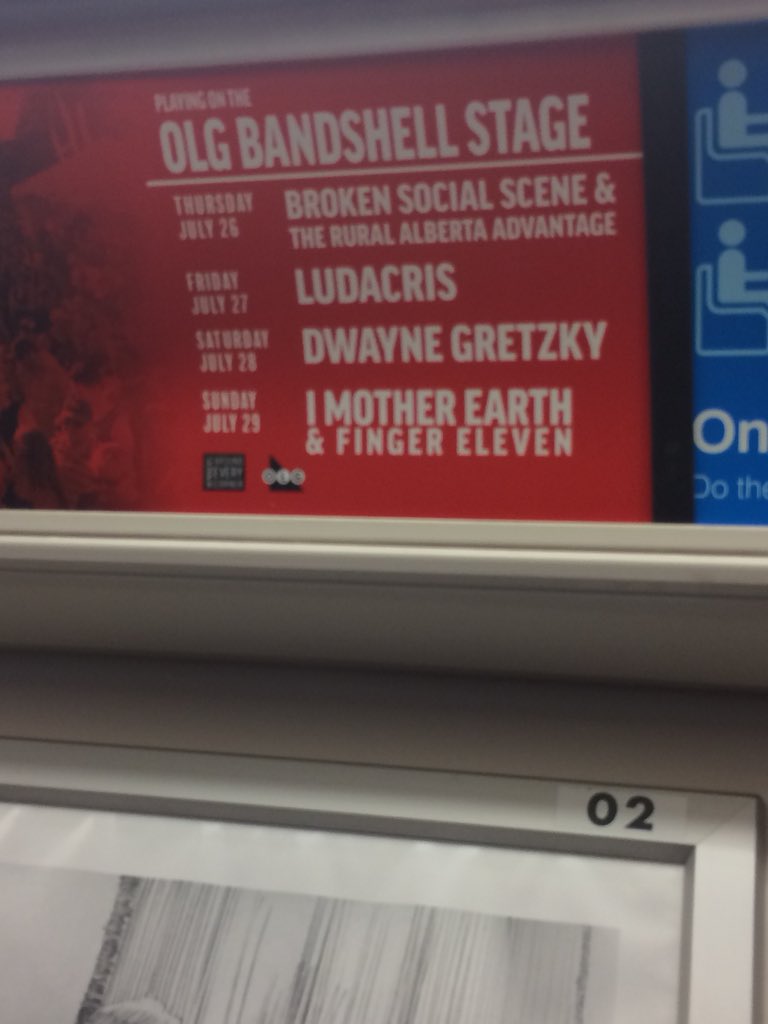 PLAYING ON THE
OLG BANDSHELL STAGE
THURSDAY
JULY 26
BROKEN SOCIAL SCENE &
THE RURAL ALBERTA ADVANTAGE
FRIDAY
JULY 27
LUDACRIS
SATURDAY
JULY 28
DWAYNE GRETZKY
SUNDAY
JULY 29
I MOTHER EARTH
& FINGER ELEVEN
OLG
On
Do the
02